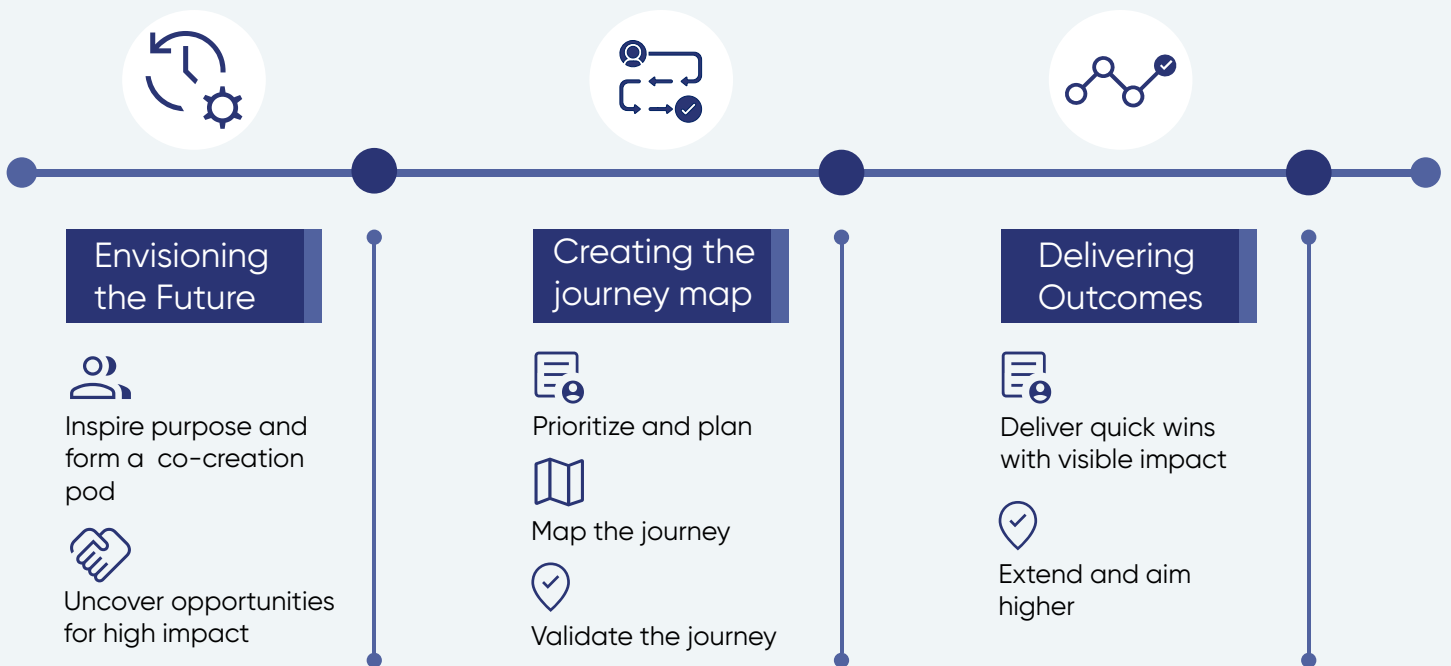 Envisioning
the Future
Inspire purpose and
form a co-creation
pod
Uncover opportunities
for high impact
Creating the
journey map
Prioritize and plan
Map the journey
Validate the journey
Delivering
Outcomes
Deliver quick wins
with visible impact
Extend and aim
higher